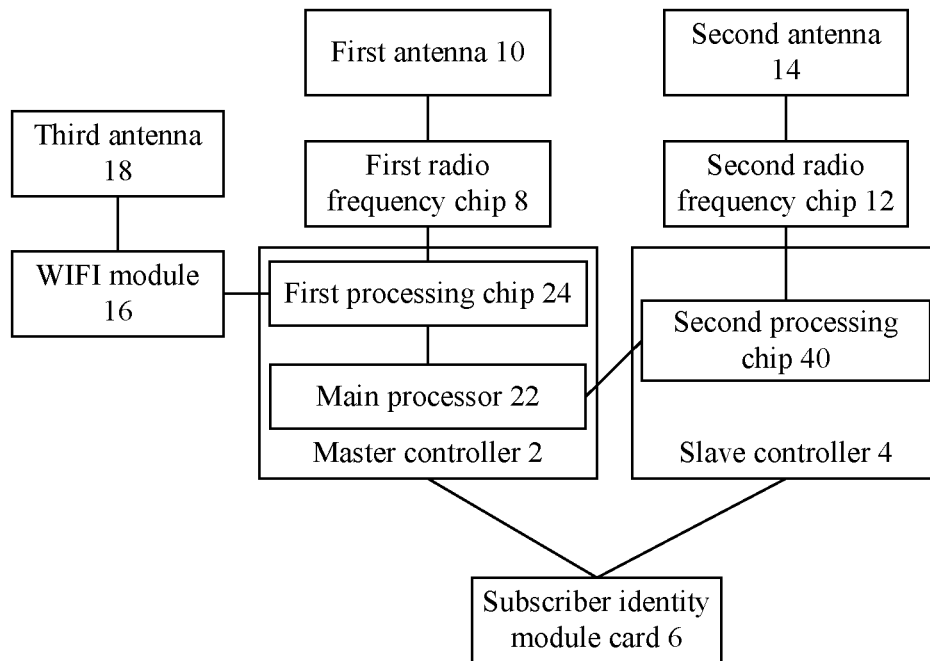 First antenna 10
Second antenna
14
Third antenna
18
First radio
frequency chip 8
Second radio
frequency chip 12
WIFI module
16
First processing chip 24
Second processing
chip 40
Main processor 22
Master controller 2
Slave controller 4
Subscriber identity
module card 6